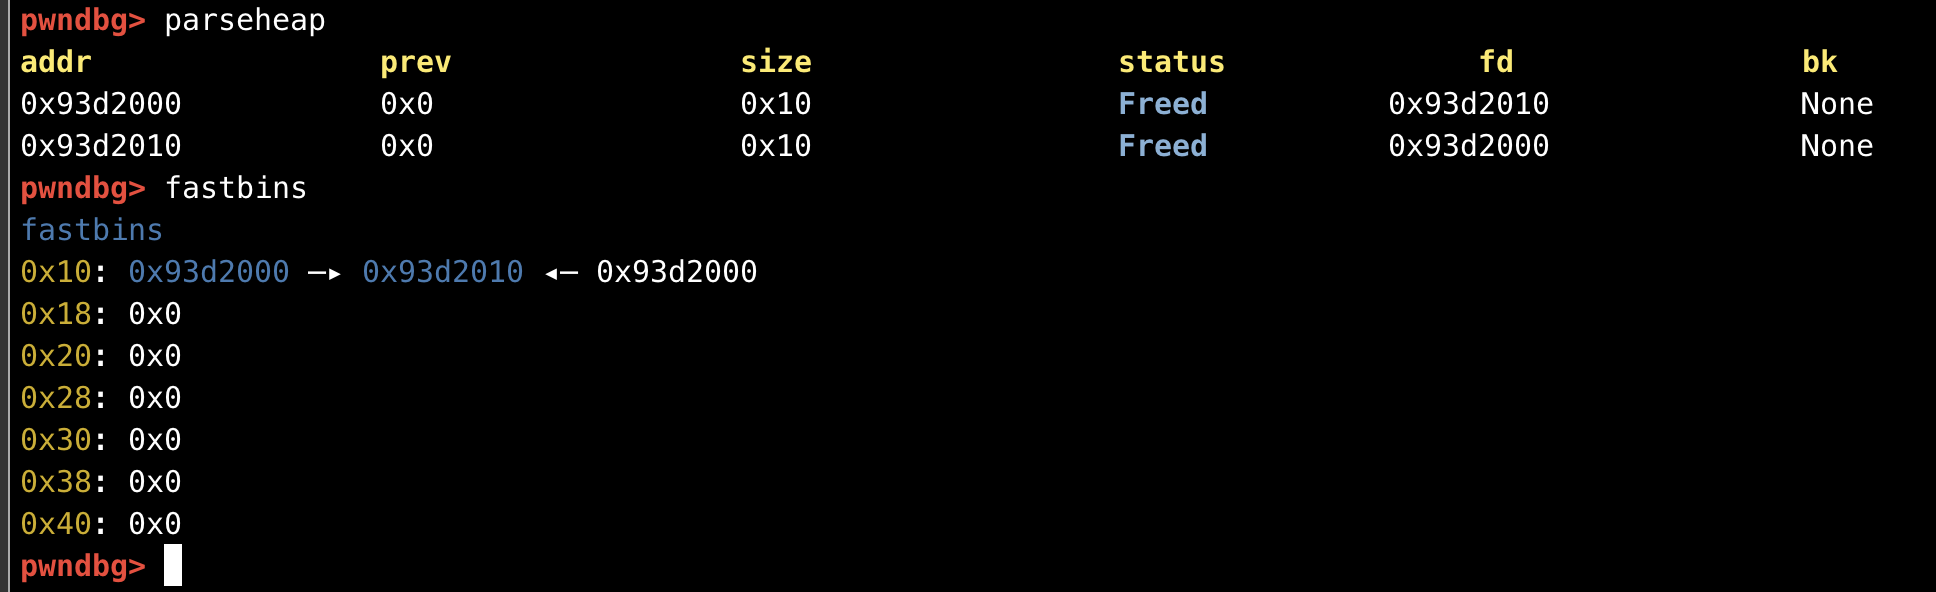 pwndbg> parseheap
addr prev size status fd bk
0x93d2000 0x0 0x10 Freed 0x93d2010 None
0x93d2010 0x0 0x10 Freed 0x93d2000 None
pwndbg> fastbins
fastbins
0x10: 0x93d2000 —▸ 0x93d2010 ◂— 0x93d2000
0x18: 0x0
0x20: 0x0
0x28: 0x0
0x30: 0x0
0x38: 0x0
0x40: 0x0
pwndbg>